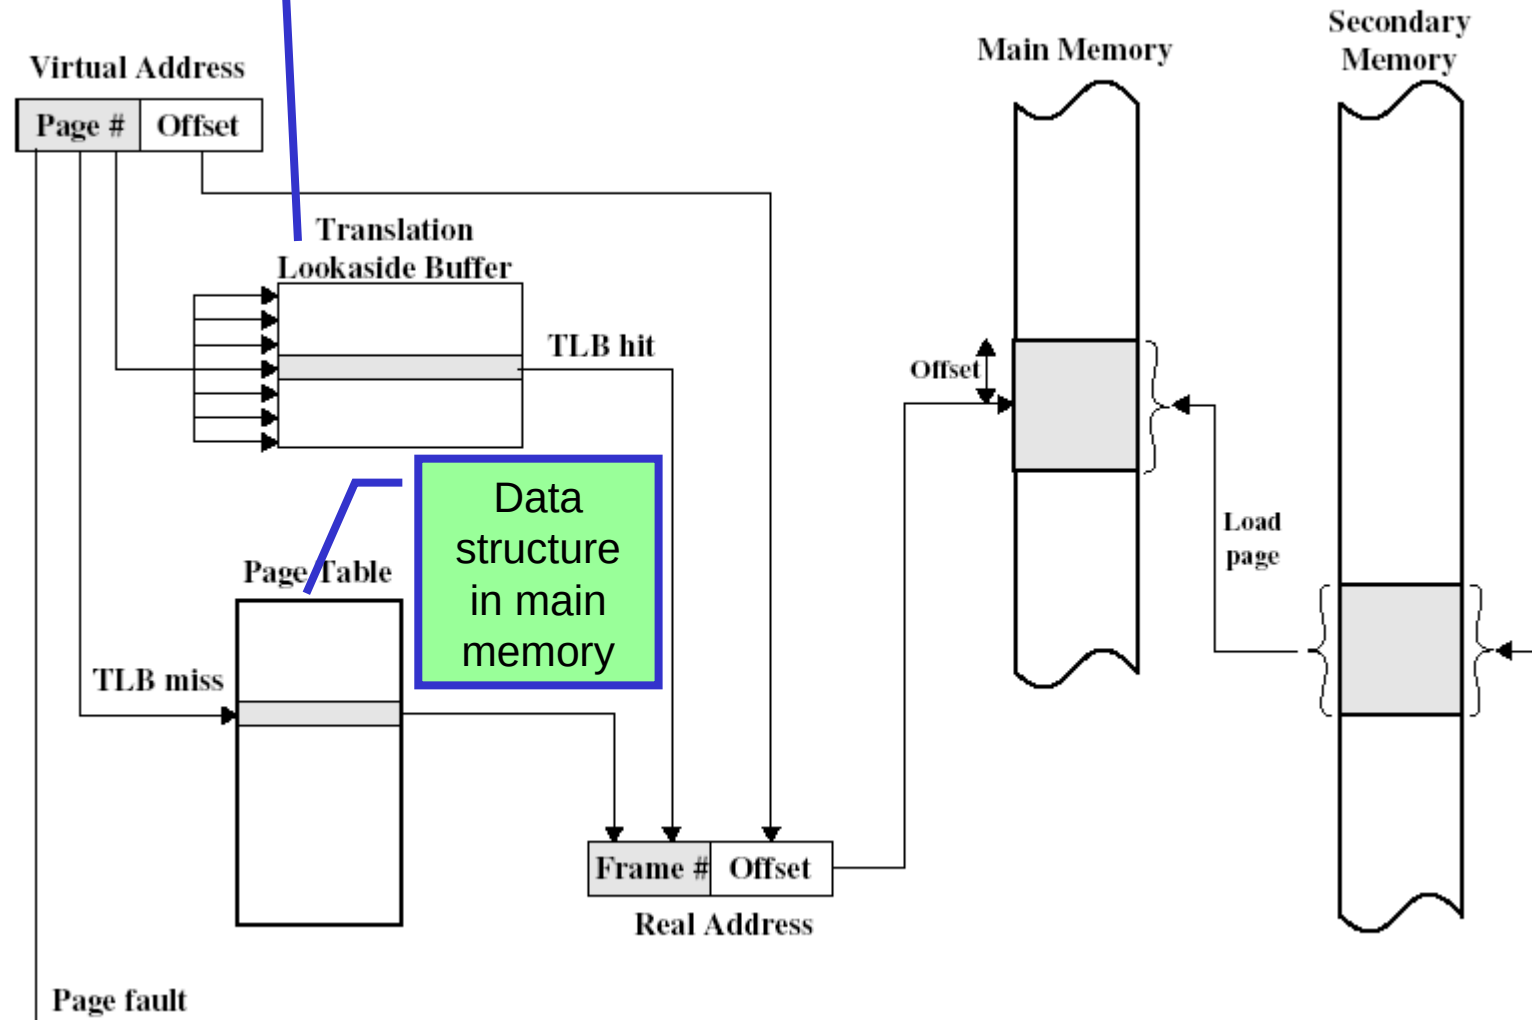 Secondary
Memory
Main Memory
Virtual Address
Page #
Offset
Translation
Lookaside Buffer
TLB hit
Offset
Data
structure
in main
memory
Load
page
Page Table
TLB miss
Frame #
Offset
Real Address
Page fault